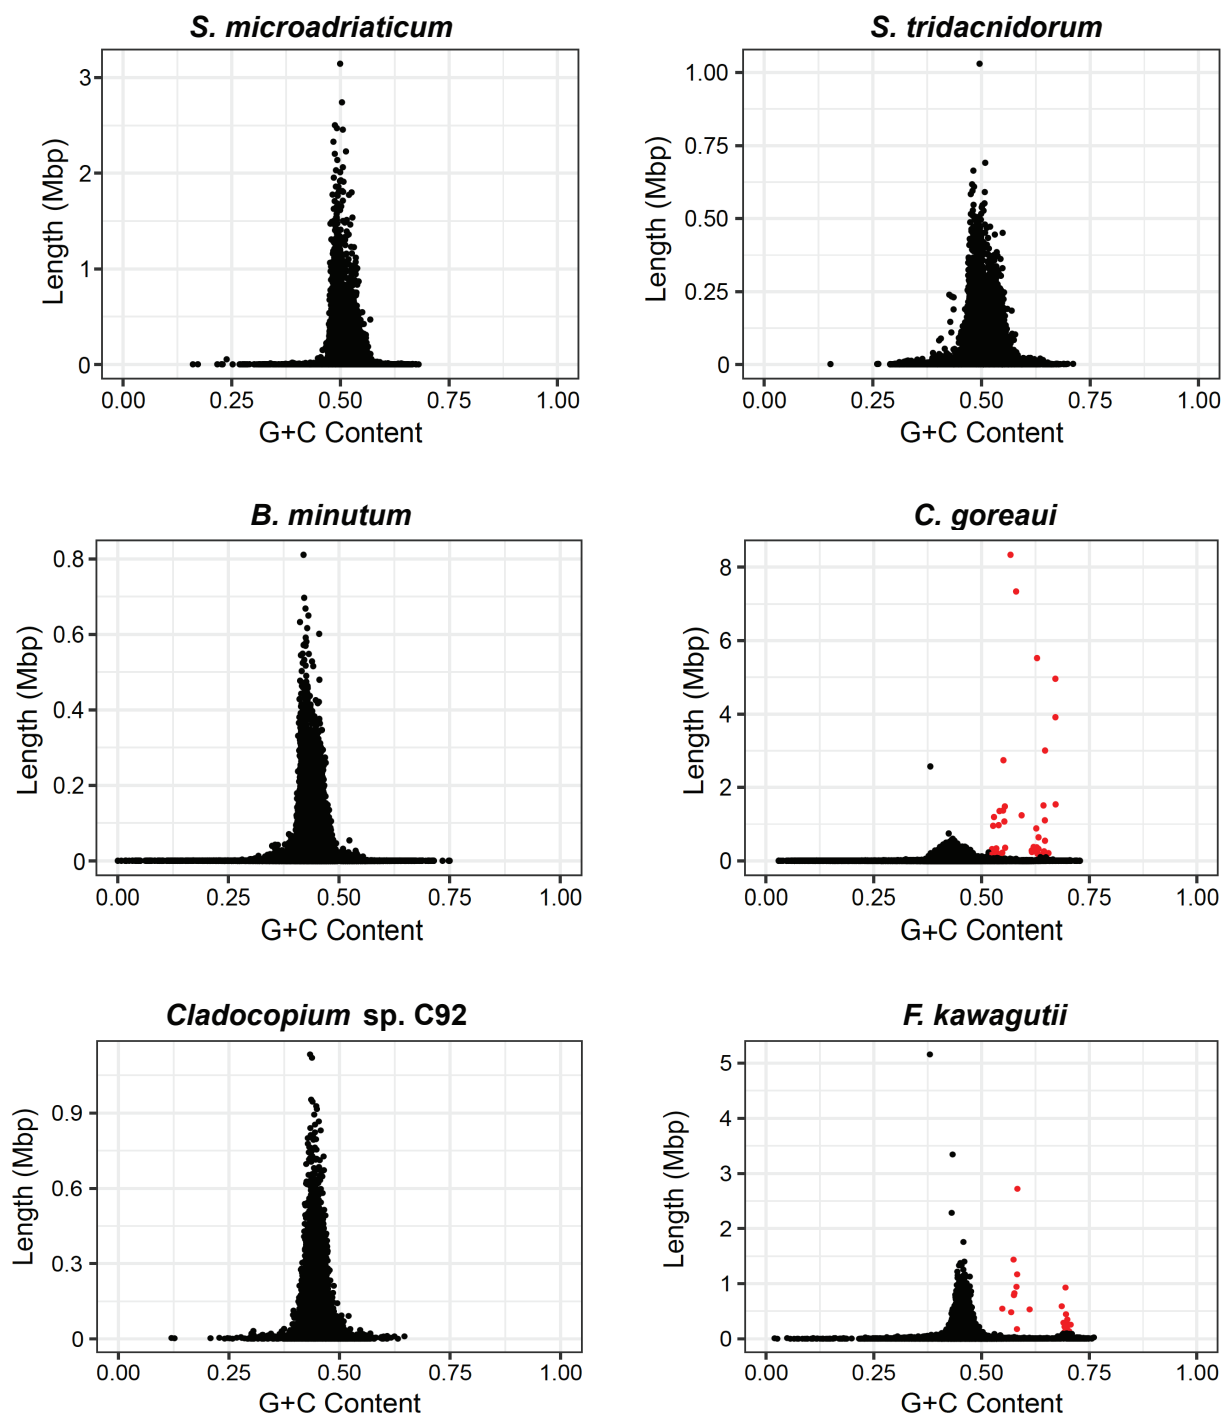 S. microadriaticum
Length (Mbp)
3
2
1
0
0.00 0.25 0.50 0.75 1.00
G+C Content
S. tridacnidorum
Length (Mbp)
1.00
0.75
0.50
0.25
0
0.00 0.25 0.50 0.75 1.00
G+C Content
B. minutum
Length (Mbp)
0.8
0.6
0.4
0.2
0
0.00 0.25 0.50 0.75 1.00
G+C Content
C. goreaui
Length (Mbp)
8
6
4
2
0
0.00 0.25 0.50 0.75 1.00
G+C Content
Cladocopium sp. C92
Length (Mbp)
0.9
0.6
0.3
0
0.00 0.25 0.50 0.75 1.00
G+C Content
F. kawagutii
Length (Mbp)
5
4
3
2
1
0
0.00 0.25 0.50 0.75 1.00
G+C Content